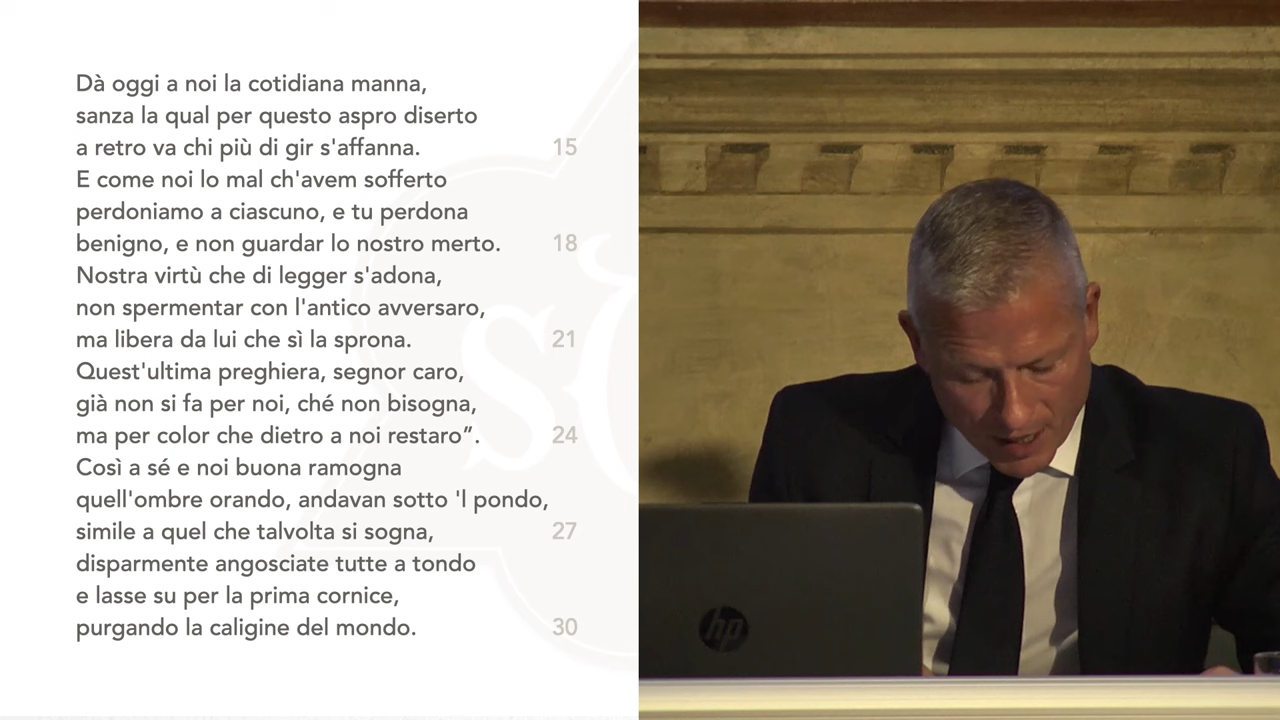 Dà oggi a noi la cotidiana manna,
sanza la qual per questo aspro diserto
a retro va chi più di gir s'affanna. 15
E come noi lo mal ch'avem sofferto
perdoniamo a ciascuno, e tu perdona
benigno, e non guardar lo nostro merto. 18
Nostra virtù che di legger s'adona,
non spermentar con l'antico avversaro,
ma libera da lui che sì la sprona. 21
Quest'ultima preghiera, segnor caro,
già non si fa per noi, ché non bisogna,
ma per color che dietro a noi restaro”. 24
Così a sé e noi buona ramogna
quell'ombre orando, andavan sotto 'l pondo,
simile a quel che talvolta si sogna, 27
disparmente angosciate tutte a tondo
e lasse su per la prima cornice,
purgando la caligine del mondo. 30
hp